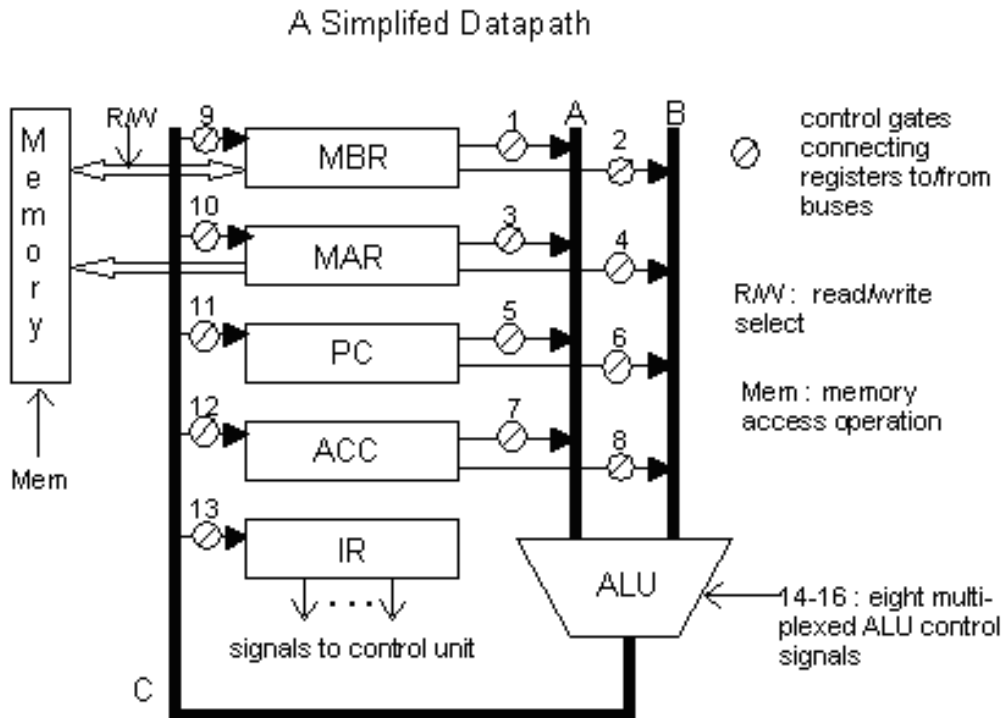 A Simplifed Datapath
Memory
R/W
9
MBR
1
A
2
B
control gates
connecting
registers to/from
buses
10
MAR
3
4
R/W : read/write
select
11
PC
5
6
Mem : memory
access operation
12
ACC
7
8
Mem
13
IR
ALU
14-16 : eight multi-
plexed ALU control
signals
signals to control unit
C